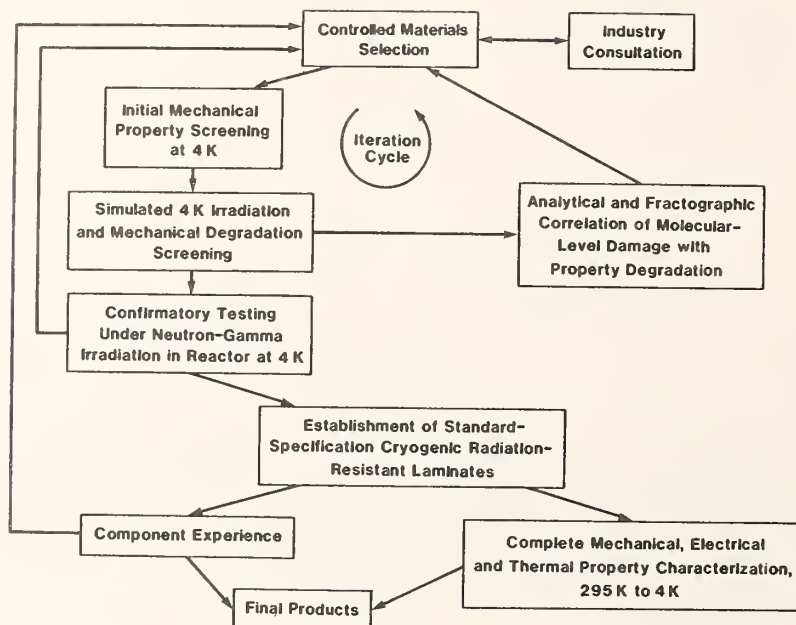 Controlled Materials
Selection
Industry
Consultation
Initial Mechanical
Property Screening
at 4 K
Iteration
Cycle
Simulated 4 K Irradiation
and Mechanical Degradation
Screening
Analytical and Fractographic
Correlation of Molecular-
Level Damage with
Property Degradation
Confirmatory Testing
Under Neutron-Gamma
Irradiation in Reactor at 4 K
Establishment of Standard-
Specification Cryogenic Radiation-
Resistant Laminates
Component Experience
Complete Mechanical, Electrical
and Thermal Property Characterization,
295 K to 4 K
Final Products